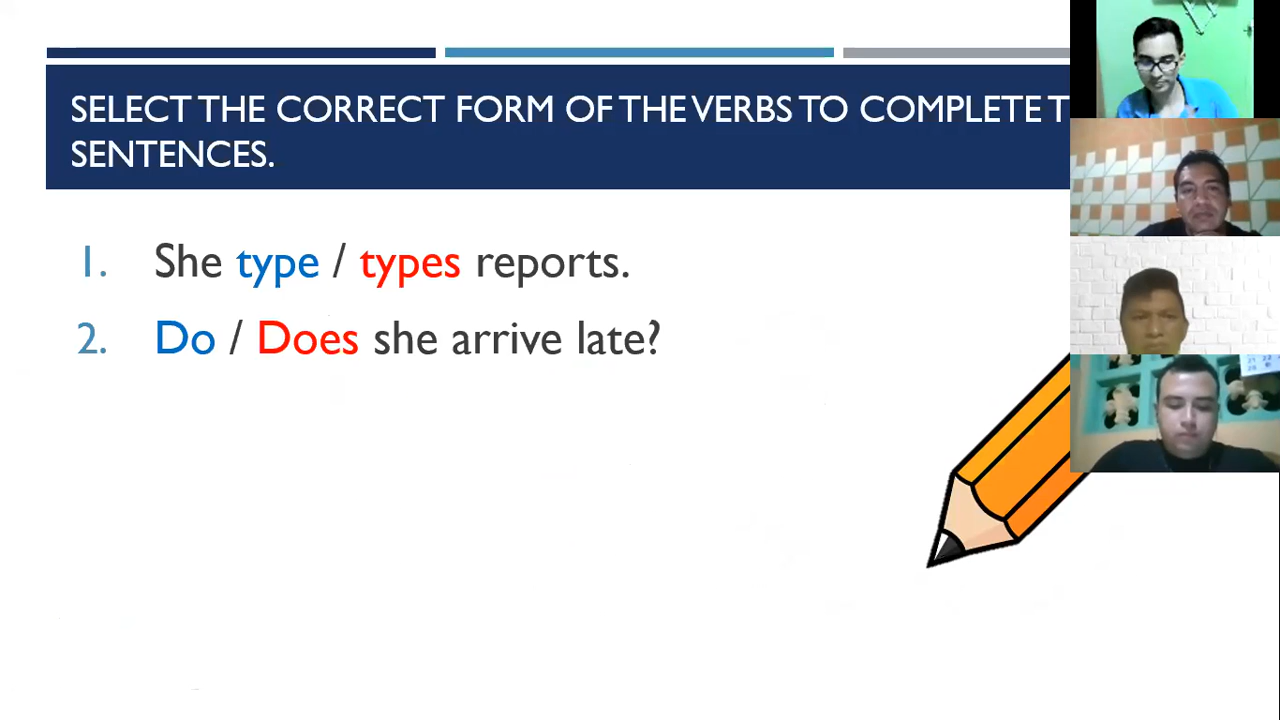 SELECT THE CORRECT FORM OF THE VERBS TO COMPLETE T
SENTENCES.
1. She type / types reports.
2. Do / Does she arrive late?